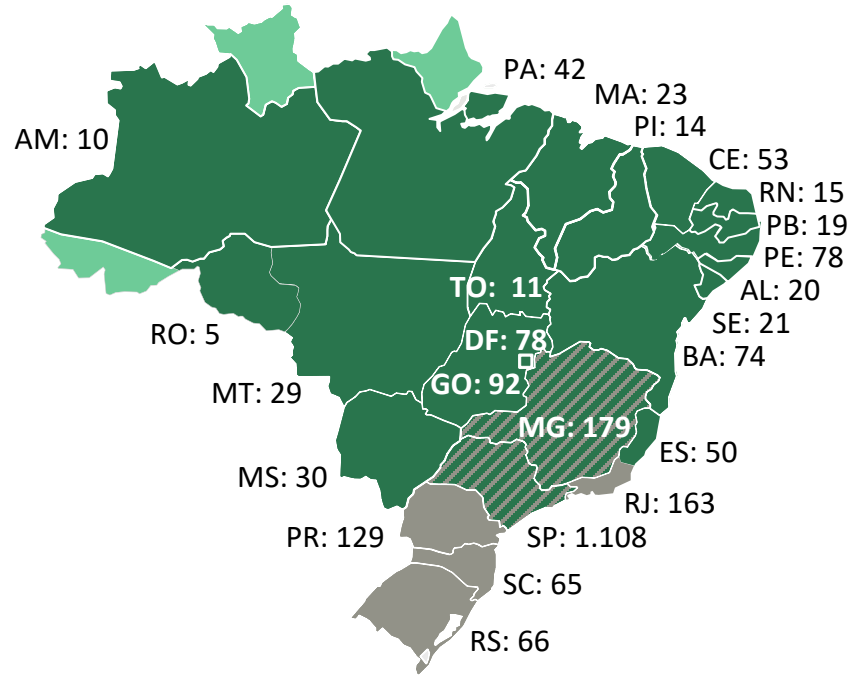 PA: 42
MA: 23
PI: 14
AM: 10
CE: 53
RN: 15
PB: 19
PE: 78
TO:  11
AL: 20
SE: 21
RO: 5
DF: 78
BA: 74
GO: 92
MT: 29
MG: 179
ES: 50
MS: 30
RJ: 163
PR: 129
SP: 1.108
SC: 65
RS: 66